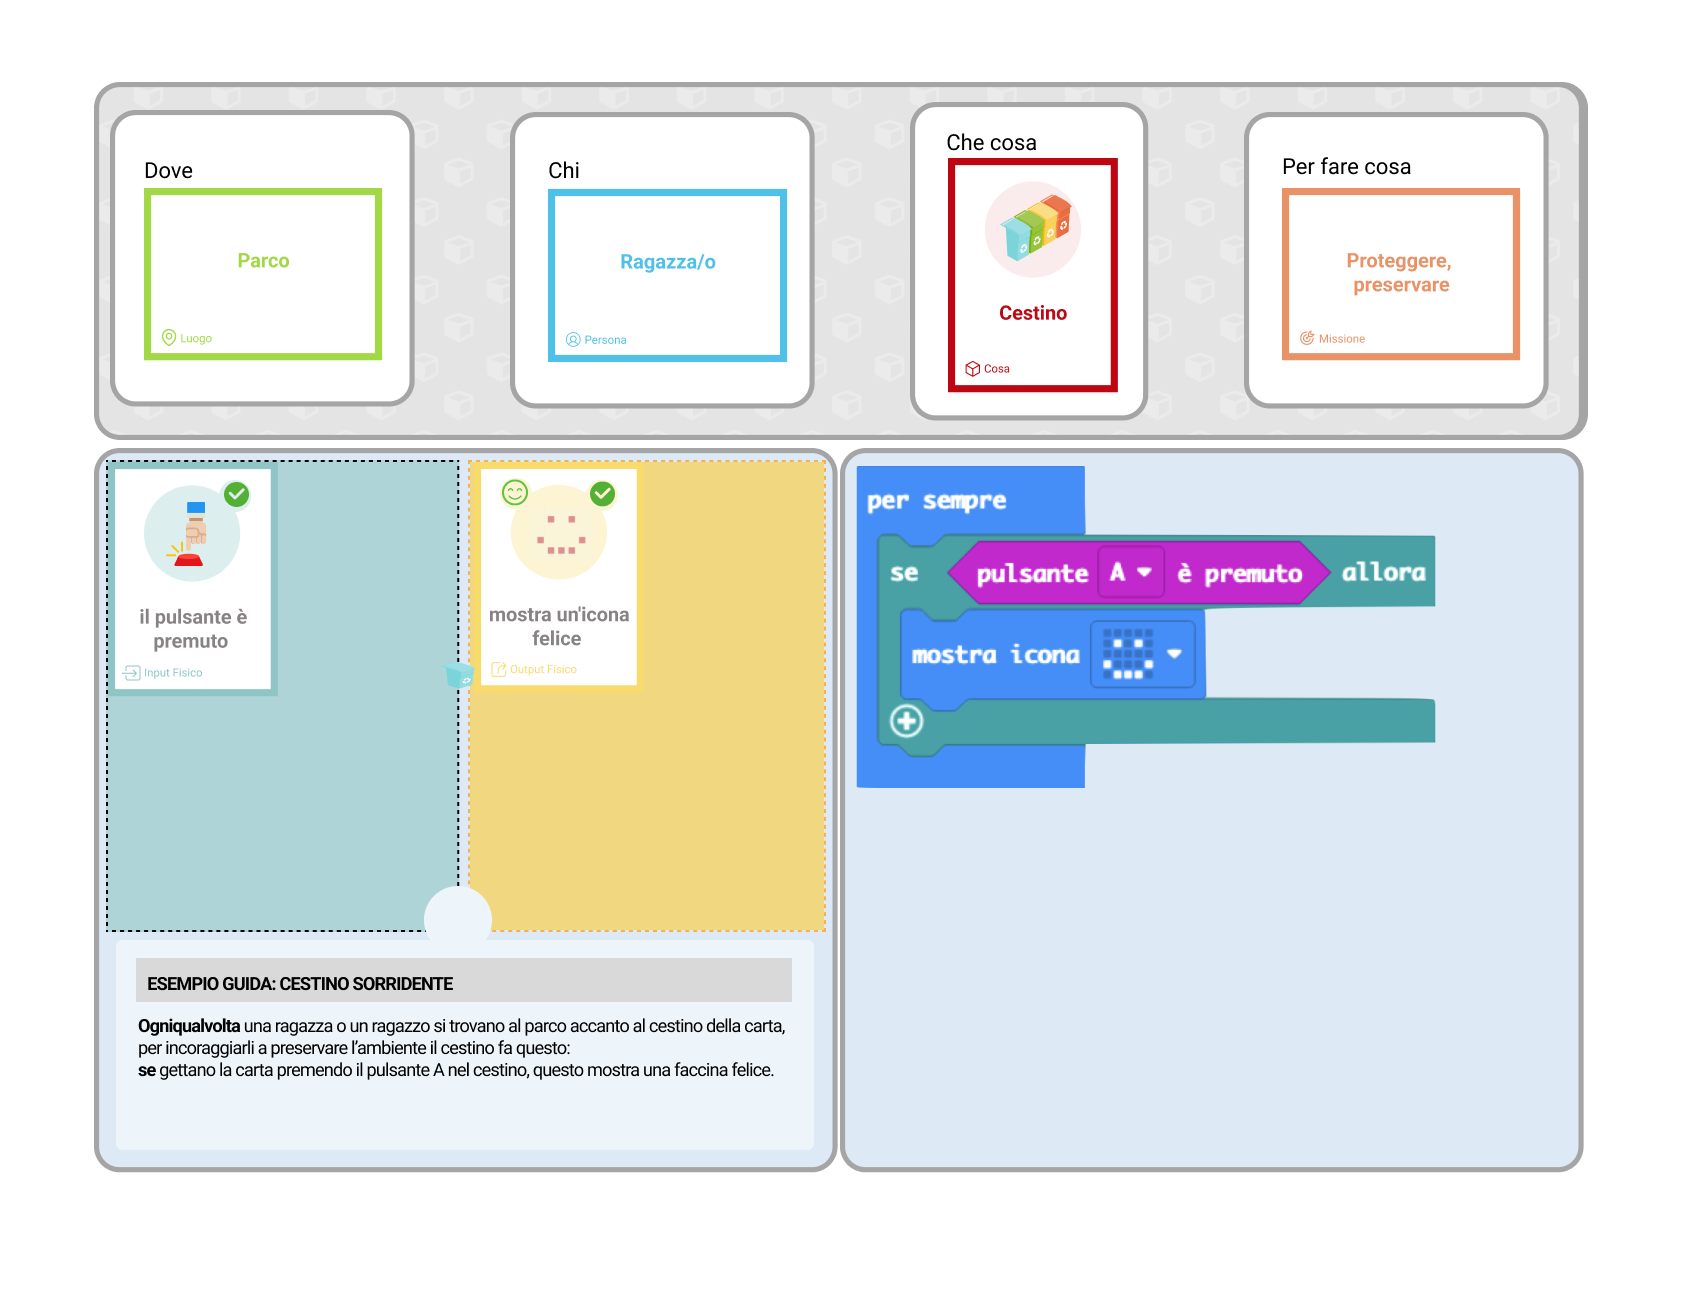 Dove
Parco
Luogo
Chi
Ragazza/o
Persona
Che cosa
Cestino
Cosa
Per fare cosa
Proteggere,
preservare
Missione
il pulsante è
premuto
Input Fisico
mostra un'icona
felice
Output Fisico
ESEMPIO GUIDA: CESTINO SORRIDENTE
Ogniqualvolta una ragazza o un ragazzo si trovano al parco accanto al cestino della carta,
per incoraggiarli a preservare l’ambiente il cestino fa questo:
se gettano la carta premendo il pulsante A nel cestino, questo mostra una faccina felice.
per sempre
se pulsante A è premuto allora
mostra icona